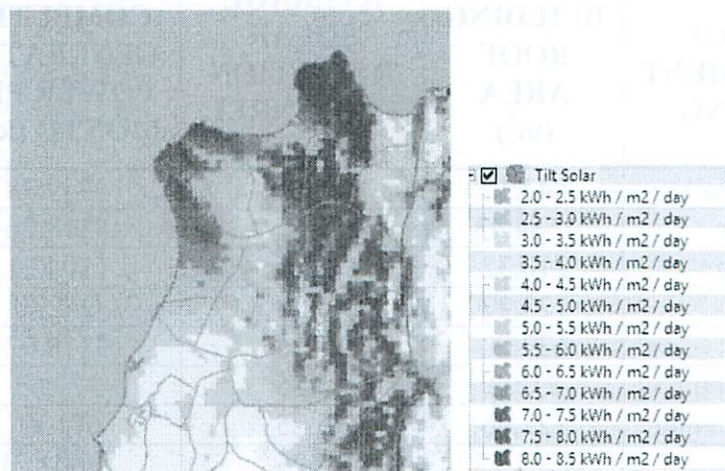 Tilt Solar
2.0 - 2.5 kWh / m2 / day
2.5 - 3.0 kWh / m2 / day
3.0 - 3.5 kWh / m2 / day
3.5 - 4.0 kWh / m2 / day
4.0 - 4.5 kWh / m2 / day
4.5 - 5.0 kWh / m2 / day
5.0 - 5.5 kWh / m2 / day
5.5 - 6.0 kWh / m2 / day
6.0 - 6.5 kWh / m2 / day
6.5 - 7.0 kWh / m2 / day
7.0 - 7.5 kWh / m2 / day
7.5 - 8.0 kWh / m2 / day
8.0 - 8.5 kWh / m2 / day